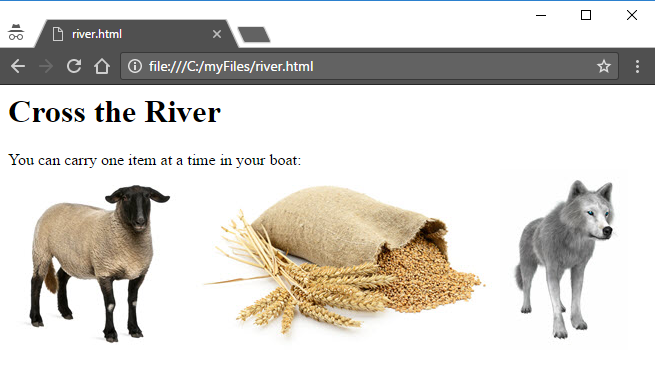 river.html
file:///C:/myFiles/river.html
Cross the River
You can carry one item at a time in your boat: